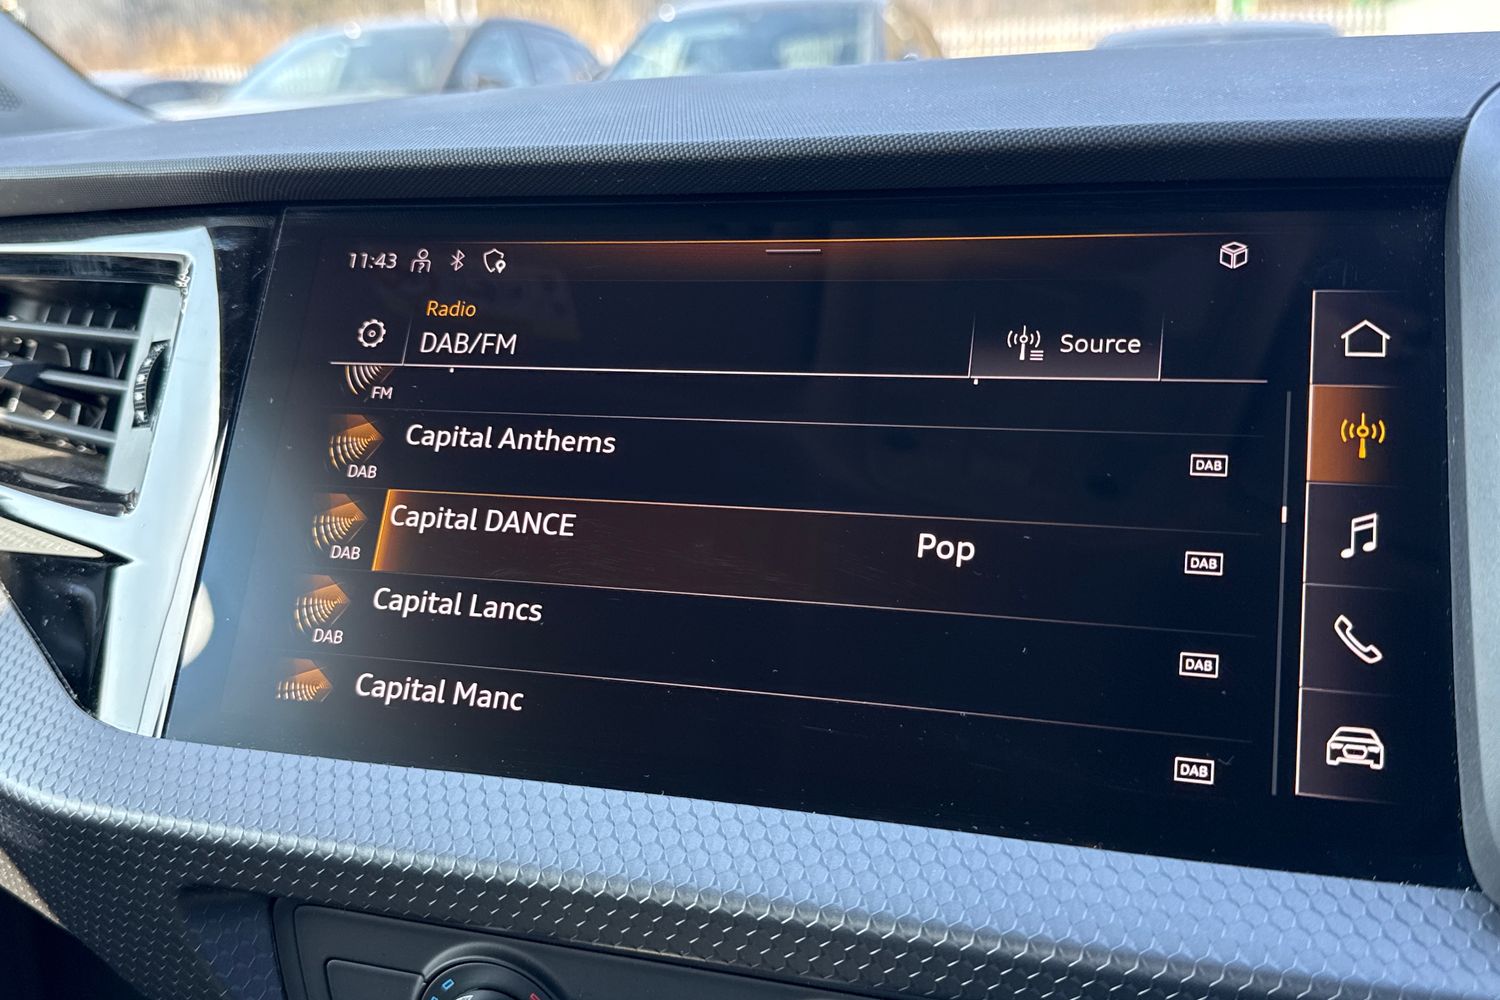 11:43
Radio
DAB/FM
Source
FM
Capital Anthems
DAB
DAB
Capital DANCE
Pop
DAB
DAB
Capital Lancs
DAB
DAB
Capital Manc
DAB